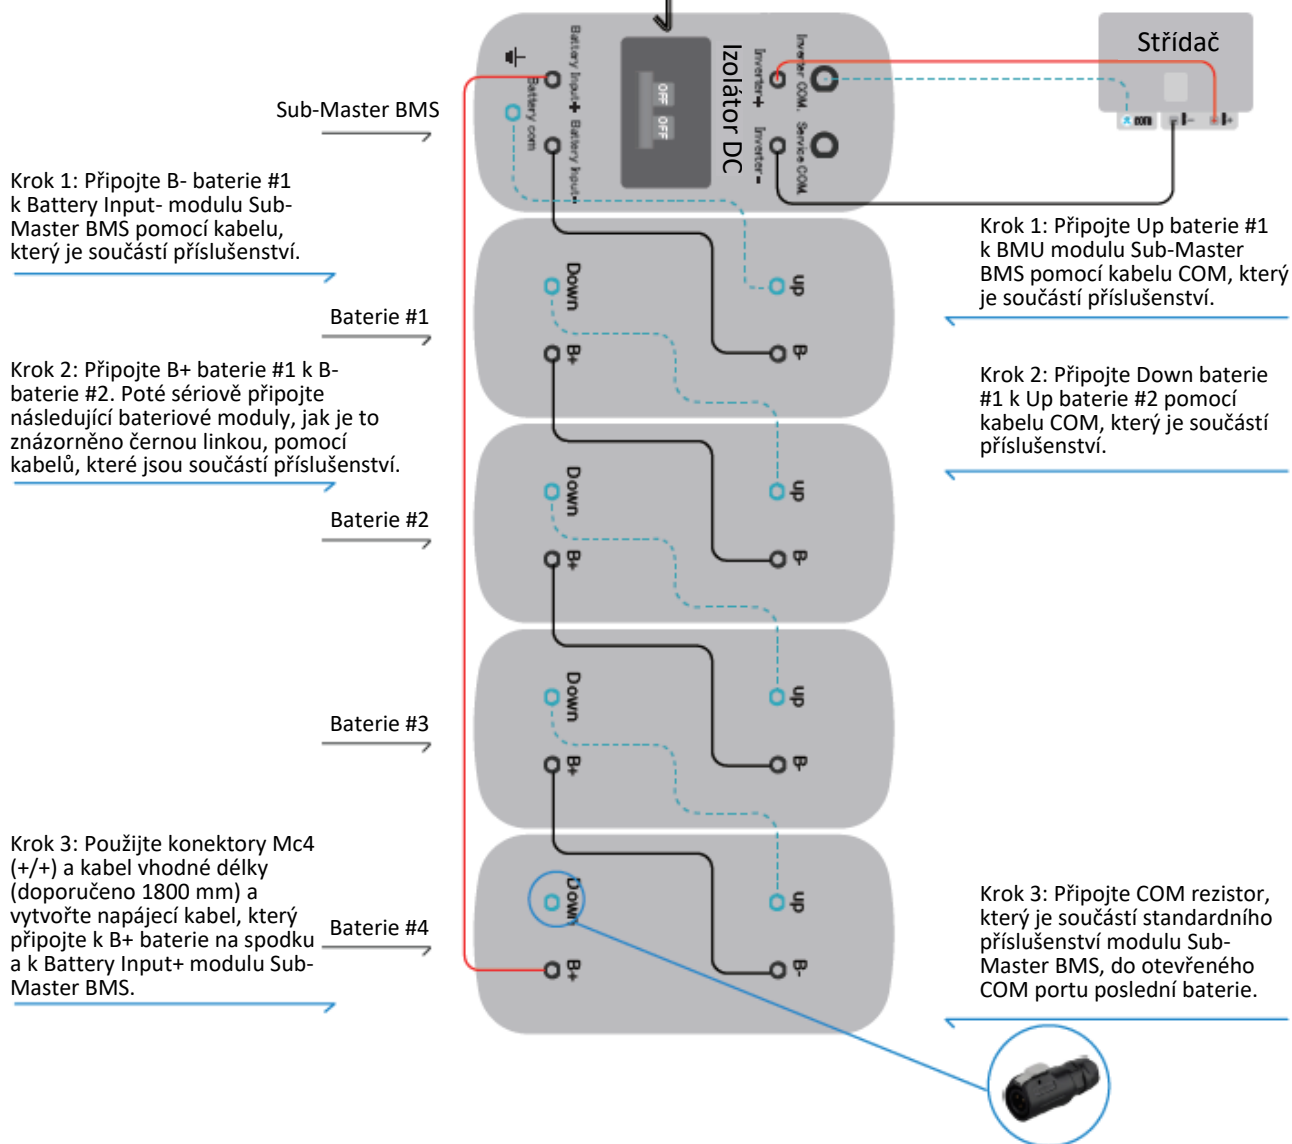 Battery Input+
Battery Input-
Battery com
OFF
OFF
Izolátor DC
Inverter+
Inverter-
Inverter COM.
Service COM.
Střídač
COM
-
+
Sub-Master BMS
Krok 1: Připojte B- baterie #1
k Battery Input- modulu Sub-
Master BMS pomocí kabelu,
který je součástí příslušenství.
Krok 1: Připojte Up baterie #1
k BMU modulu Sub-Master
BMS pomocí kabelu COM, který
je součástí příslušenství.
Baterie #1
Down
up
B+
B-
Krok 2: Připojte B+ baterie #1 k B-
baterie #2. Poté sériově připojte
následující bateriové moduly, jak je to
znázorněno černou linkou, pomocí
kabelů, které jsou součástí příslušenství.
Krok 2: Připojte Down baterie
#1 k Up baterie #2 pomocí
kabelu COM, který je součástí
příslušenství.
Baterie #2
Down
up
B+
B-
Baterie #3
Down
up
B+
B-
Krok 3: Použijte konektory Mc4
(+/+) a kabel vhodné délky
(doporučeno 1800 mm) a
vytvořte napájecí kabel, který
připojte k B+ baterie na spodku
a k Battery Input+ modulu Sub-
Master BMS.
Baterie #4
Down
up
B+
B-
Krok 3: Připojte COM rezistor,
který je součástí standardního
příslušenství modulu Sub-
Master BMS, do otevřeného
COM portu poslední baterie.